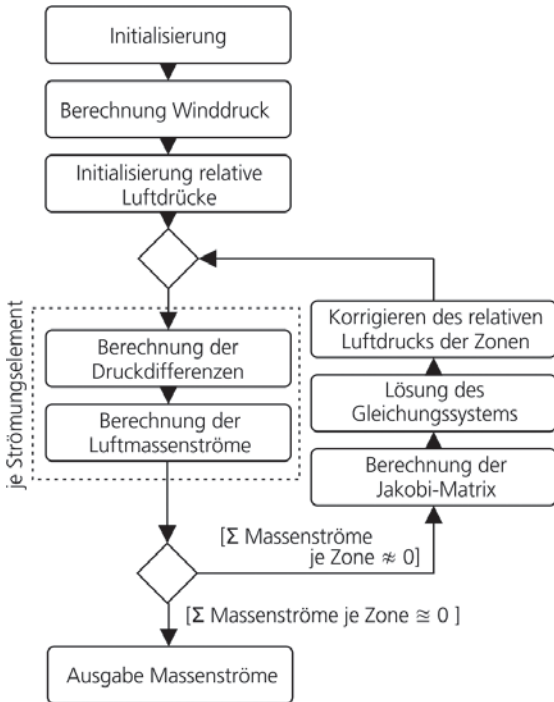 Initialisierung
Berechnung Winddruck
Initialisierung relative
Luftdrücke
je Strömungselement
Berechnung der
Druckdifferenzen
Berechnung der
Luftmassenströme
Korrigieren des relativen
Luftdrucks der Zonen
Lösung des
Gleichungssystems
Berechnung der
Jakobi-Matrix
[Σ Massenströme
je Zone ≉ 0]
[Σ Massenströme je Zone ≅ 0 ]
Ausgabe Massenströme